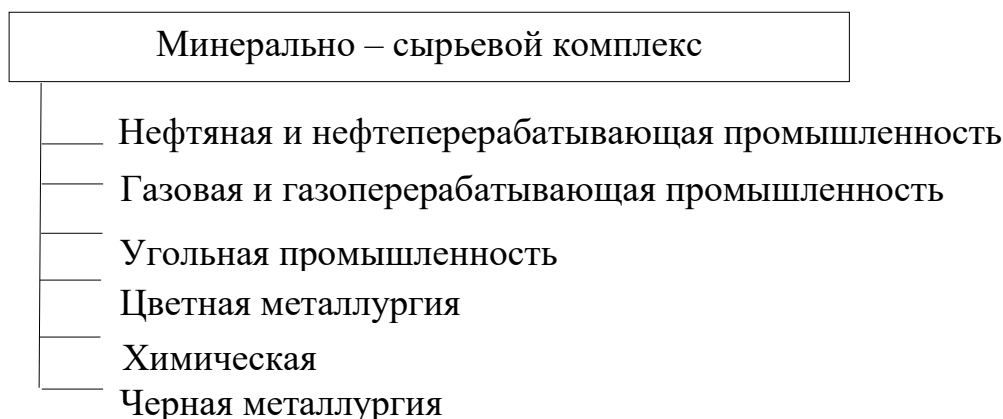 Минерально – сырьевой комплекс
Нефтяная и нефтеперерабатывающая промышленность
Газовая и газоперерабатывающая промышленность
Угольная промышленность
Цветная металлургия
Химическая
Черная металлургия